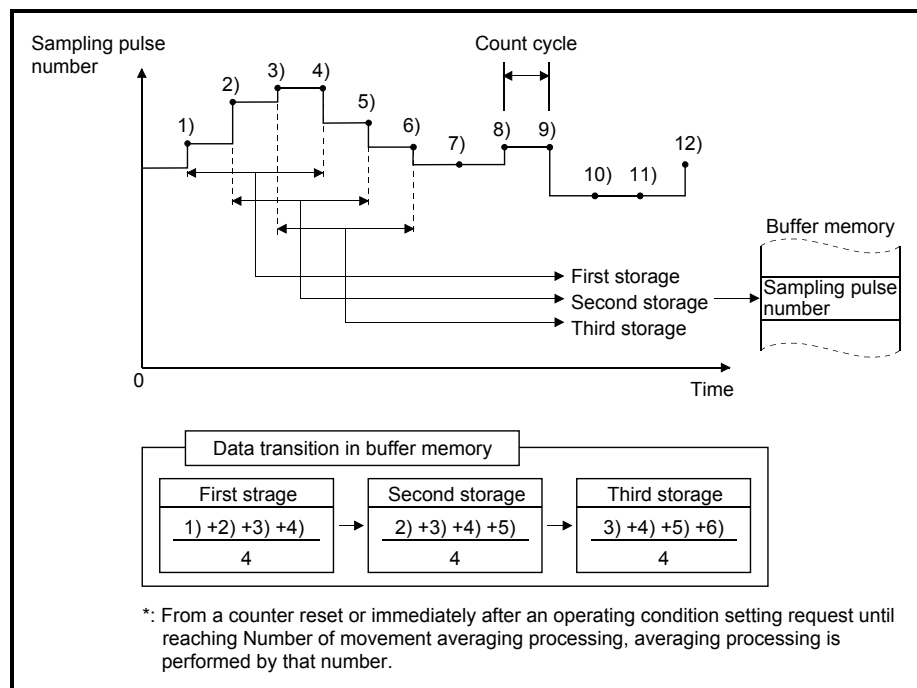 Sampling pulse
number
Count cycle
1)
2)
3)
4)
5)
6)
7)
8)
9)
10)
11)
12)
Buffer memory
First storage
Second storage
Third storage
Sampling pulse
number
0
Time
Data transition in buffer memory
First strage
1) +2) +3) +4)
4
Second storage
2) +3) +4) +5)
4
Third storage
3) +4) +5) +6)
4
*: From a counter reset or immediately after an operating condition setting request until
reaching Number of movement averaging processing, averaging processing is
performed by that number.